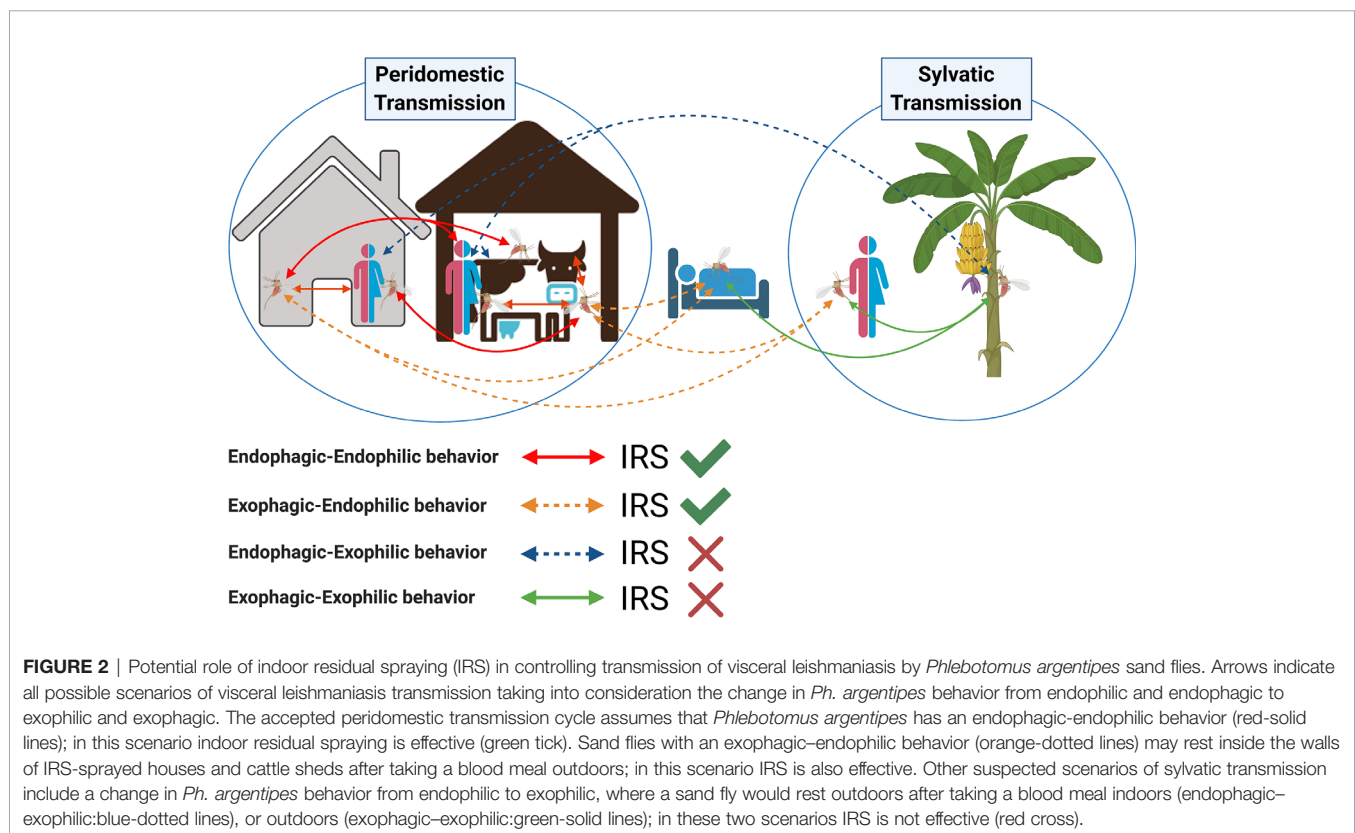 Peridomestic
Transmission
Sylvatic
Transmission
Endophagic-Endophilic behavior IRS
Exophagic-Endophilic behavior IRS
Endophagic-Exophilic behavior IRS
Exophagic-Exophilic behavior IRS
FIGURE 2 | Potential role of indoor residual spraying (IRS) in controlling transmission of visceral leishmaniasis by Phlebotomus argentipes sand flies. Arrows indicate
all possible scenarios of visceral leishmaniasis transmission taking into consideration the change in Ph. argentipes behavior from endophilic and endophagic to
exophilic and exophagic. The accepted peridomestic transmission cycle assumes that Phlebotomus argentipes has an endophagic-endophilic behavior (red-solid
lines); in this scenario indoor residual spraying is effective (green tick). Sand flies with an exophagic–endophilic behavior (orange-dotted lines) may rest inside the walls
of IRS-sprayed houses and cattle sheds after taking a blood meal outdoors; in this scenario IRS is also effective. Other suspected scenarios of sylvatic transmission
include a change in Ph. argentipes behavior from endophilic to exophilic, where a sand fly would rest outdoors after taking a blood meal indoors (endophagic–
exophilic:blue-dotted lines), or outdoors (exophagic–exophilic:green-solid lines); in these two scenarios IRS is not effective (red cross).